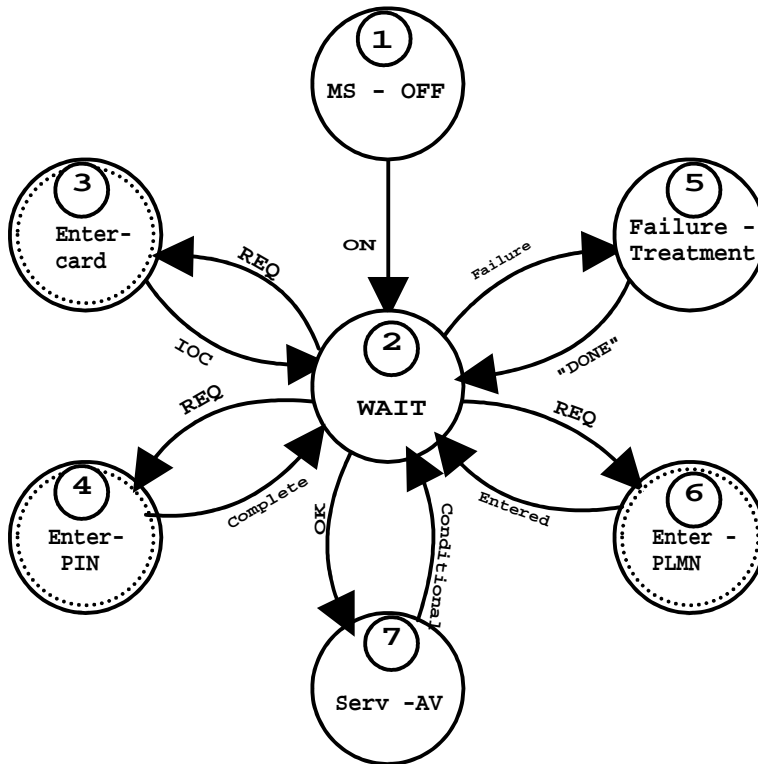 1
MS - OFF
3
Enter-
card
5
Failure -
Treatment
ON
REQ
Failure
IOC
"DONE"
2
WAIT
REQ
REQ
4
Enter-
PIN
Complete
OK
Conditional
Entered
6
Enter -
PLMN
7
Serv -AV